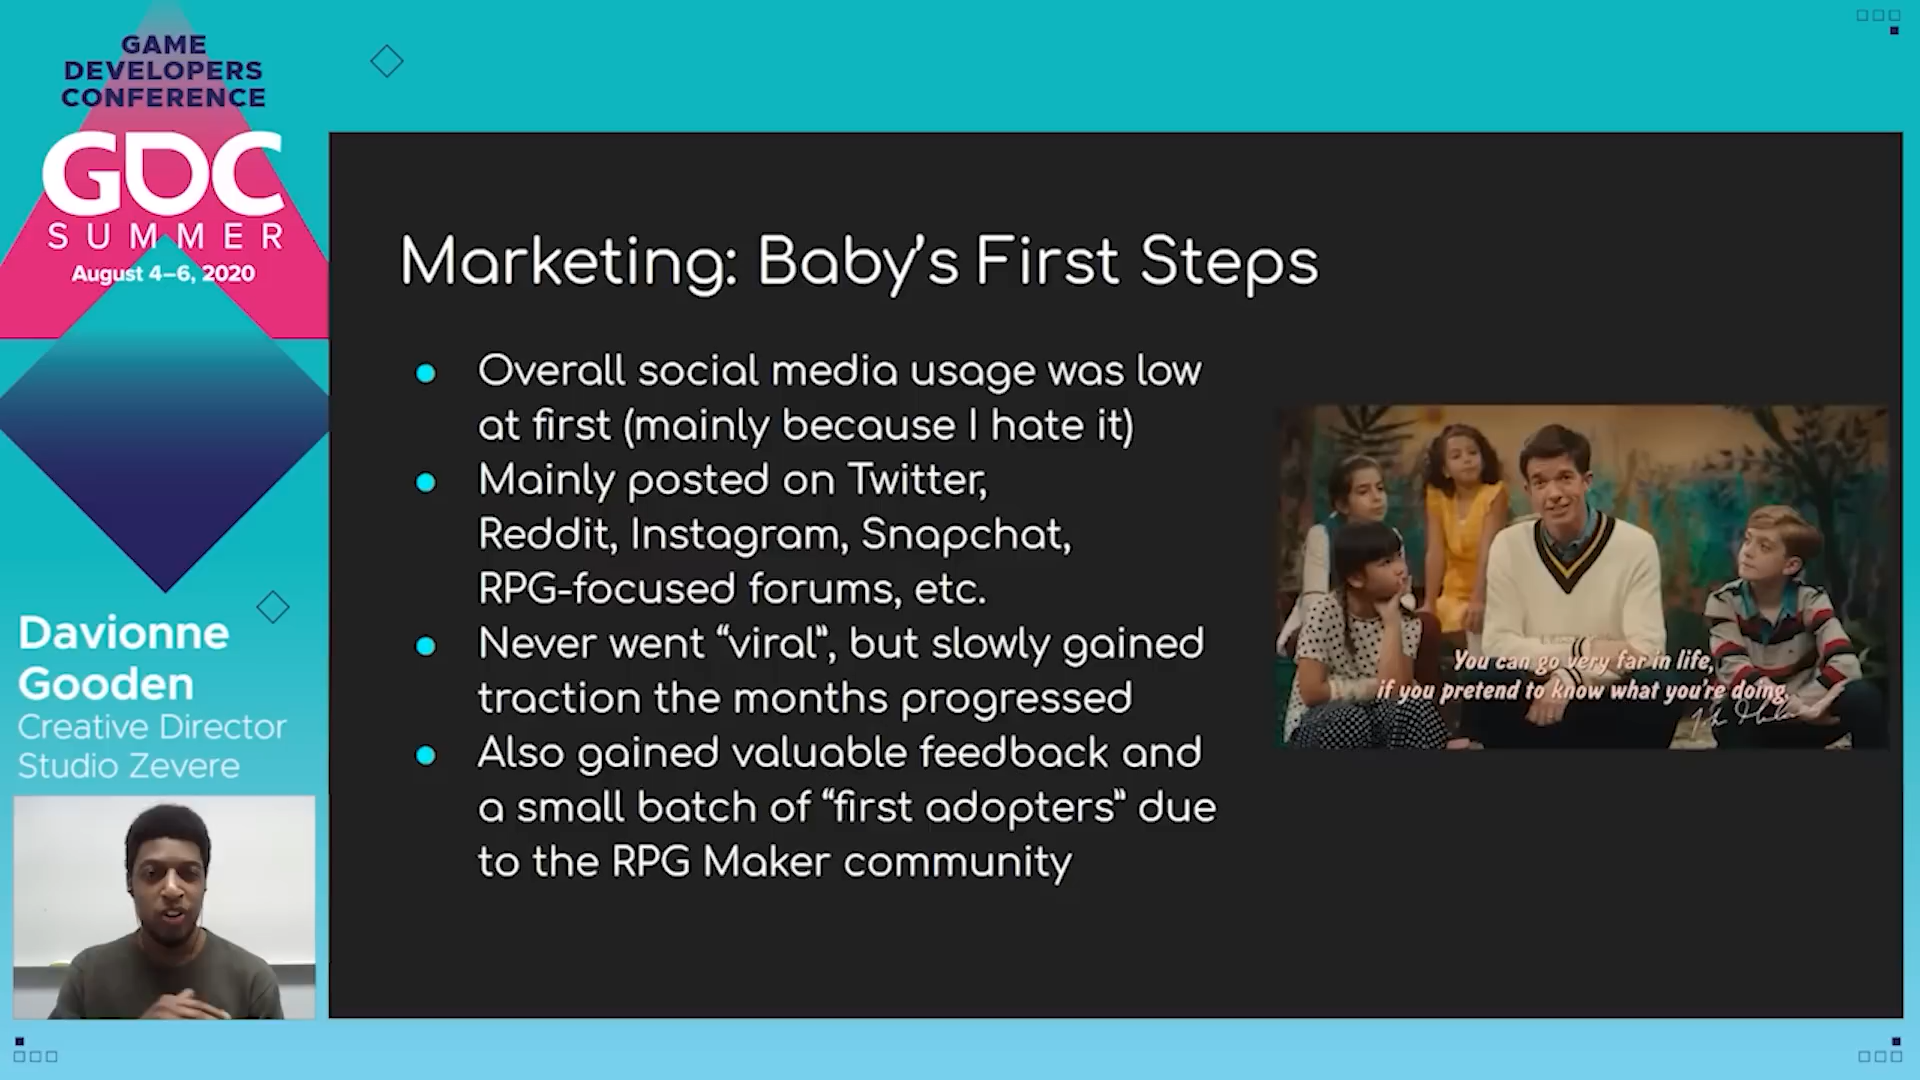 GAME
DEVELOPERS
CONFERENCE
GDC
SUMMER
August 4–6, 2020
Davionne
Gooden
Creative Director
Studio Zevere
Marketing: Baby’s First Steps
● Overall social media usage was low
at first (mainly because I hate it)
● Mainly posted on Twitter,
Reddit, Instagram, Snapchat,
RPG-focused forums, etc.
● Never went “viral”, but slowly gained
traction the months progressed
● Also gained valuable feedback and
a small batch of “first adopters” due
to the RPG Maker community
You can go very far in life,
if you pretend to know what you're doing.